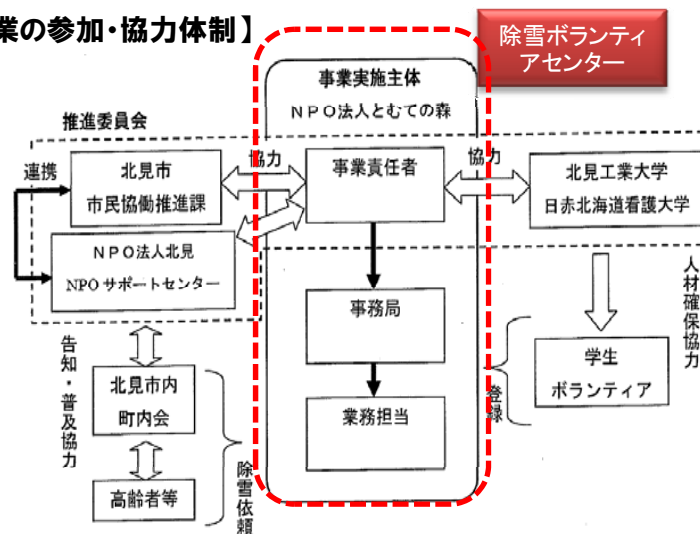 業の参加・協力体制】
除雪ボランティ
アセンター
事業実施主体
NPO法人とむての森
推進委員会
連携
北見市
市民協働推進課
協力
事業責任者
協力
北見工業大学
日赤北海道看護大学
NPO法人北見
NPOサポートセンター
人材確保協力
事務局
告知・普及協力
北見市内
町内会
登録
学生
ボランティア
業務担当
高齢者等
除雪依頼